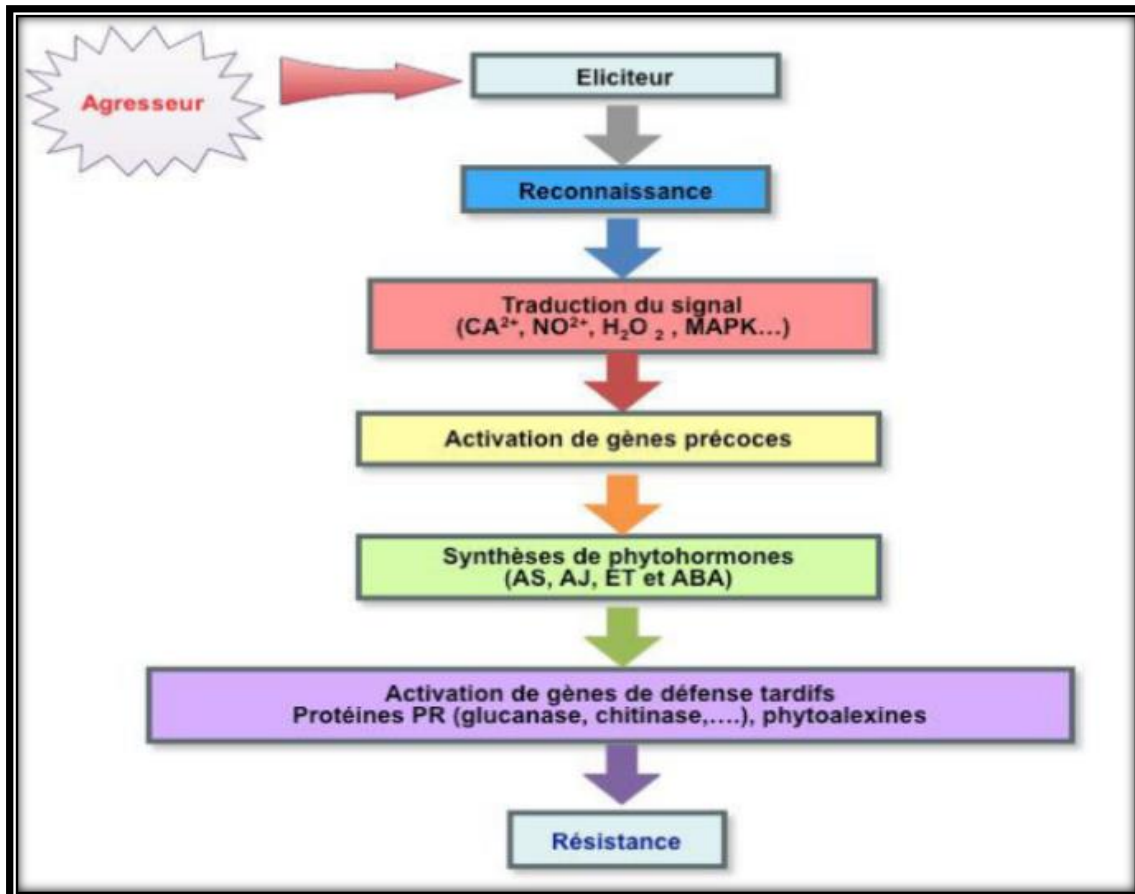 Agresseur
Eliciteur
Reconnaissance
Traduction du signal
(CA²⁺, NO²⁺, H₂O ₂ , MAPK…)
Activation de gènes précoces
Synthèses de phytohormones
(AS, AJ, ET et ABA)
Activation de gènes de défense tardifs
Protéines PR (glucanase, chitinase,….), phytoalexines
Résistance